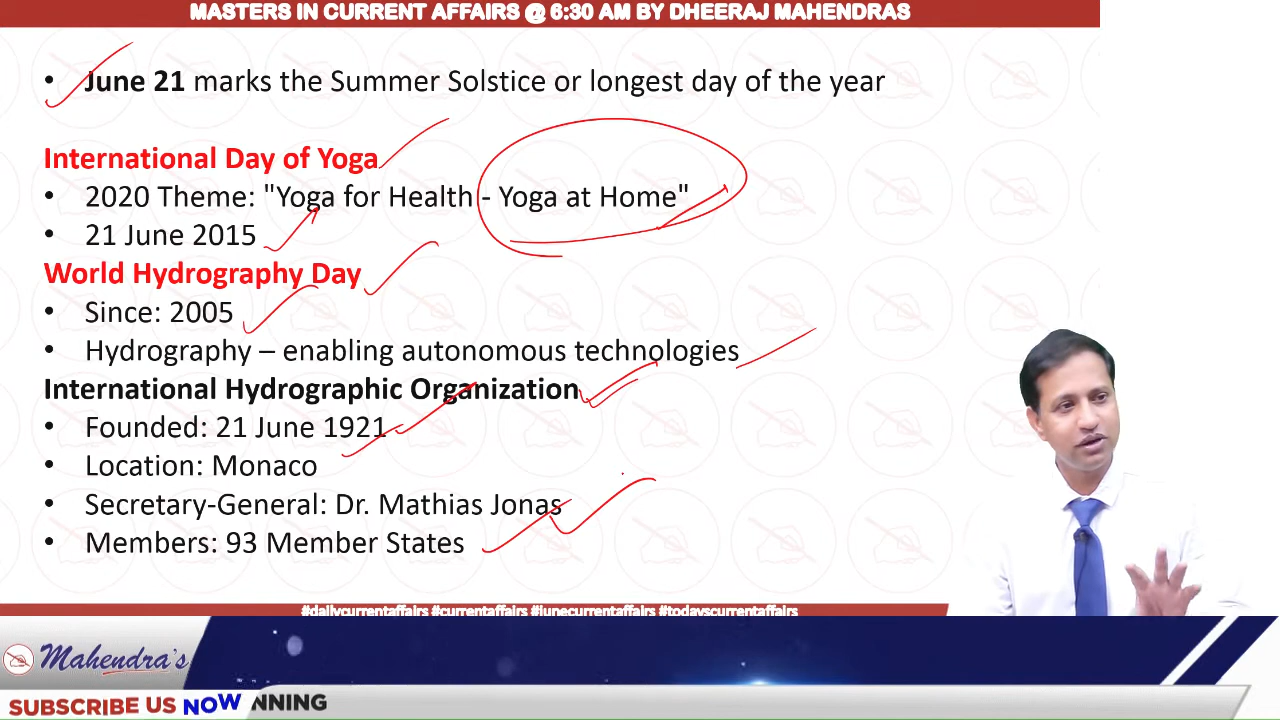 MASTERS IN CURRENT AFFAIRS @ 6:30 AM BY DHEERAJ MAHENDRAS
• June 21 marks the Summer Solstice or longest day of the year
International Day of Yoga
• 2020 Theme: "Yoga for Health - Yoga at Home"
• 21 June 2015
World Hydrography Day
• Since: 2005
• Hydrography – enabling autonomous technologies
International Hydrographic Organization
• Founded: 21 June 1921
• Location: Monaco
• Secretary-General: Dr. Mathias Jonas
• Members: 93 Member States
#dailycurrentaffairs #currentaffairs #junecurrentaffairs #todayscurrentaffairs
Mahendra's
SUBSCRIBE US NOW NNING